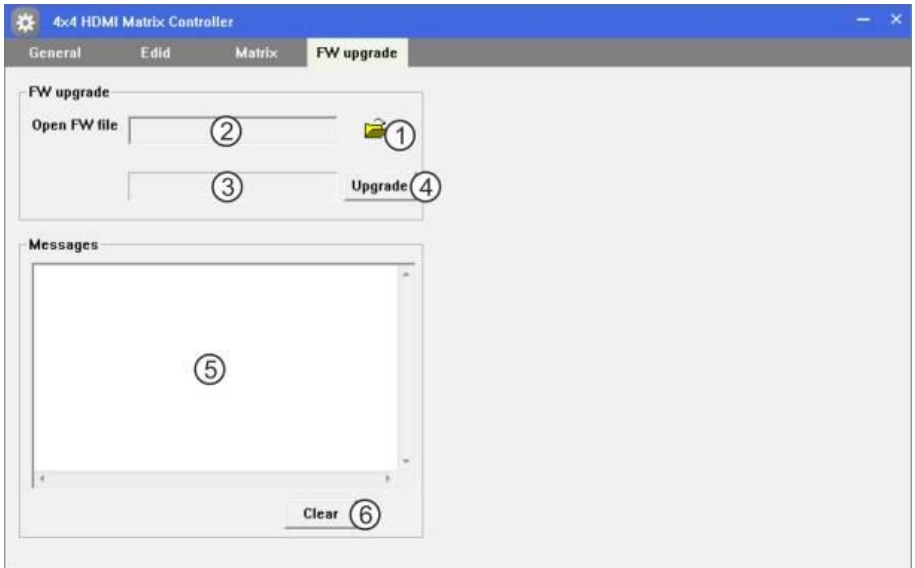 4x4 HDMI Matrix Controller
General Edid Matrix FW upgrade
FW upgrade
Open FW file ② ①
③ Upgrade ④
Messages
⑤
Clear ⑥